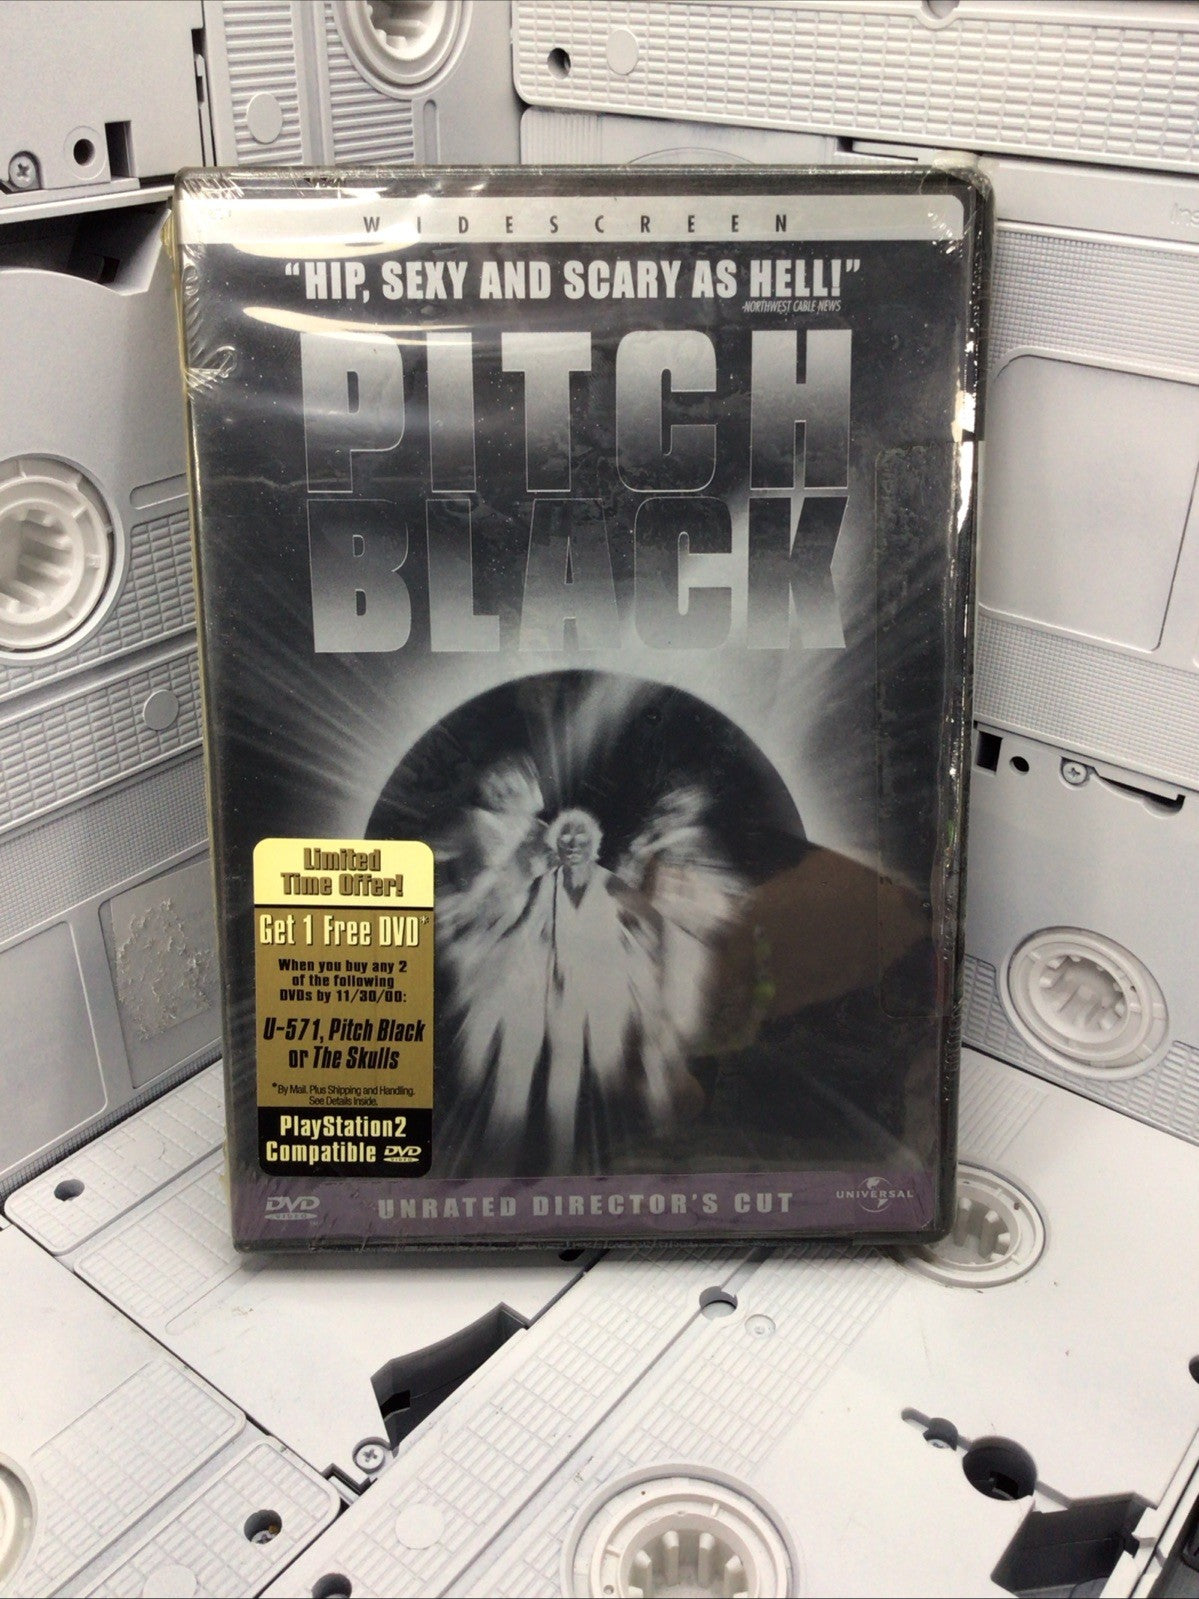 WIDESCREEN
"HIP, SEXY AND SCARY AS HELL!"
-NORTHWEST CABLE NEWS
PITCH
BLACK
Limited
Time Offer!
Get 1 Free DVD*
When you buy any 2
of the following
DVDs by 11/30/00:
U-571, Pitch Black
or The Skulls
*By Mail. Plus Shipping and Handling.
See Details Inside.
PlayStation2
Compatible DVD
VIDEO
DVD
VIDEO
UNRATED DIRECTOR'S CUT
UNIVERSAL